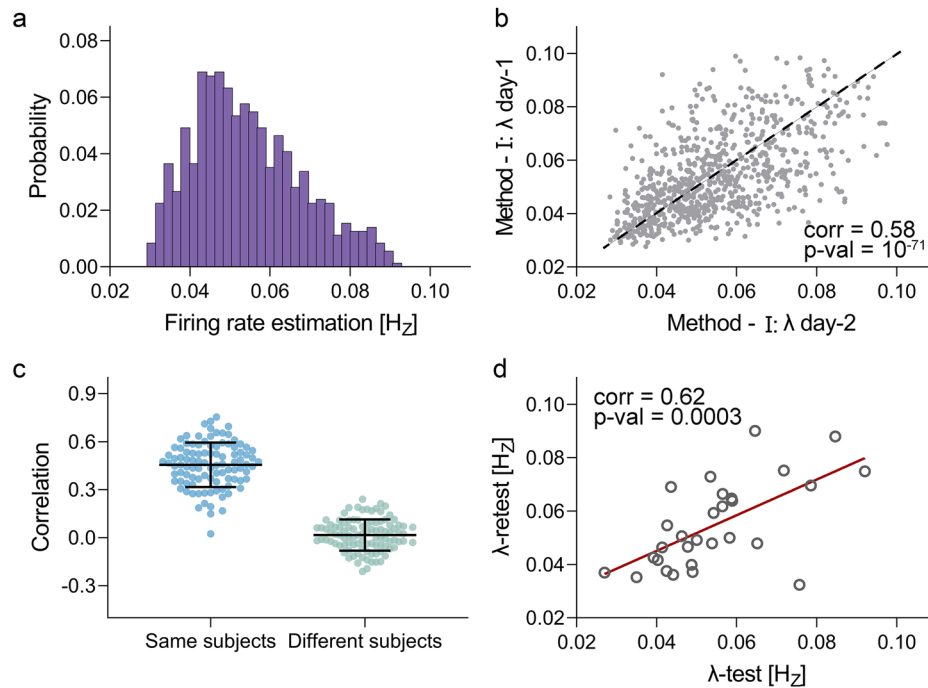 a
0.08
0.06
0.04
0.02
0.00
Probability
0.02
0.04
0.06
0.08
0.10
Firing rate estimation [HZ]
b
0.10
0.08
0.06
0.04
0.02
Method - I: λ day-1
corr = 0.58
p-val = 10-71
0.02
0.04
0.06
0.08
0.10
Method - I: λ day-2
c
0.9
0.6
0.3
0.0
-0.3
Correlation
Same subjects
Different subjects
d
corr = 0.62
p-val = 0.0003
0.10
0.08
0.06
0.04
0.02
λ-retest [HZ]
0.02
0.04
0.06
0.08
0.10
λ-test [HZ]